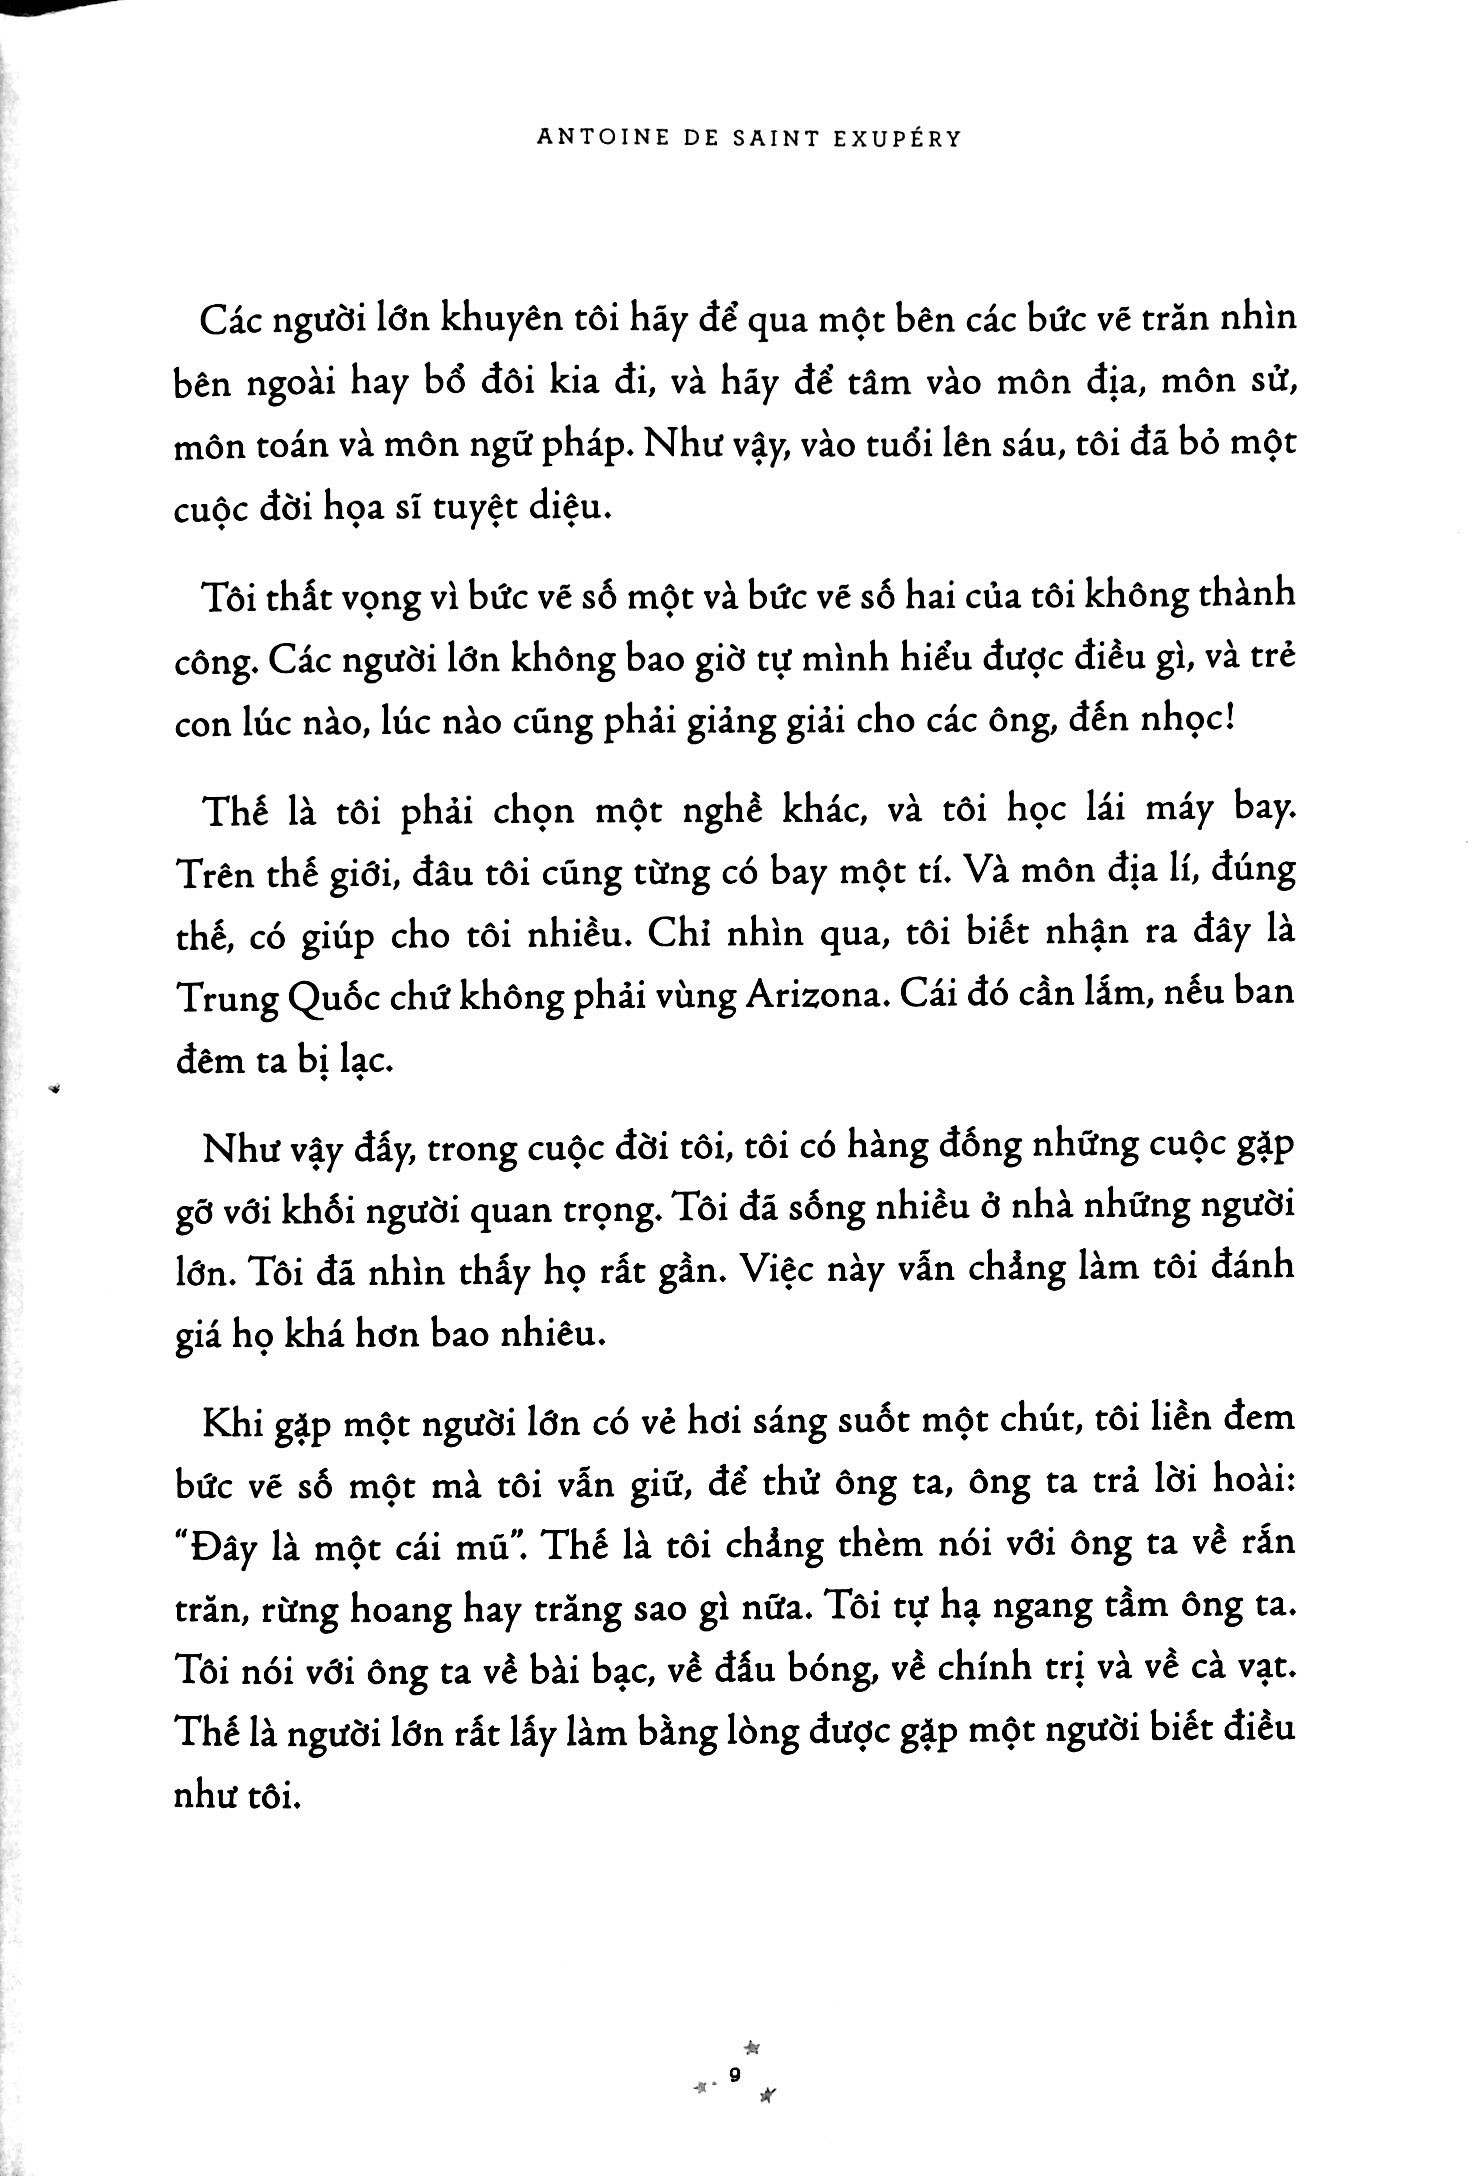 ANTOINE DE SAINT EXUPÉRY
Các người lớn khuyên tôi hãy để qua một bên các bức vẽ trăn nhìn
bên ngoài hay bổ đôi kia đi, và hãy để tâm vào môn địa, môn sử,
môn toán và môn ngữ pháp. Như vậy, vào tuổi lên sáu, tôi đã bỏ một
cuộc đời họa sĩ tuyệt diệu.
Tôi thất vọng vì bức vẽ số một và bức vẽ số hai của tôi không thành
công. Các người lớn không bao giờ tự mình hiểu được điều gì, và trẻ
con lúc nào, lúc nào cũng phải giảng giải cho các ông, đến nhọc!
Thế là tôi phải chọn một nghề khác, và tôi học lái máy bay.
Trên thế giới, đâu tôi cũng từng có bay một tí. Và môn địa lí, đúng
thế, có giúp cho tôi nhiều. Chỉ nhìn qua, tôi biết nhận ra đây là
Trung Quốc chứ không phải vùng Arizona. Cái đó cần lắm, nếu ban
đêm ta bị lạc.
Như vậy đấy, trong cuộc đời tôi, tôi có hàng đống những cuộc gặp
gỡ với khối người quan trọng. Tôi đã sống nhiều ở nhà những người
lớn. Tôi đã nhìn thấy họ rất gần. Việc này vẫn chẳng làm tôi đánh
giá họ khá hơn bao nhiêu.
Khi gặp một người lớn có vẻ hơi sáng suốt một chút, tôi liền đem
bức vẽ số một mà tôi vẫn giữ, để thử ông ta, ông ta trả lời hoài:
“Đây là một cái mũ”. Thế là tôi chẳng thèm nói với ông ta về rắn
trăn, rừng hoang hay trăng sao gì nữa. Tôi tự hạ ngang tầm ông ta.
Tôi nói với ông ta về bài bạc, về đấu bóng, về chính trị và về cà vạt.
Thế là người lớn rất lấy làm bằng lòng được gặp một người biết điều
như tôi.
9